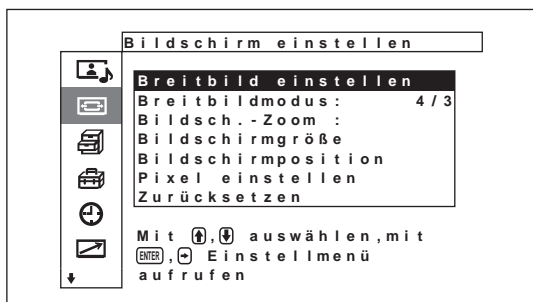 Bildschirm einstellen
Breitbild einstellen
Breitbildmodus: 4/3
Bildsch.-Zoom :
Bildschirmgröße
Bildschirmposition
Pixel einstellen
Zurücksetzen
Mit ↑,↓ auswählen,mit
ENTER,→ Einstellmenü
aufrufen